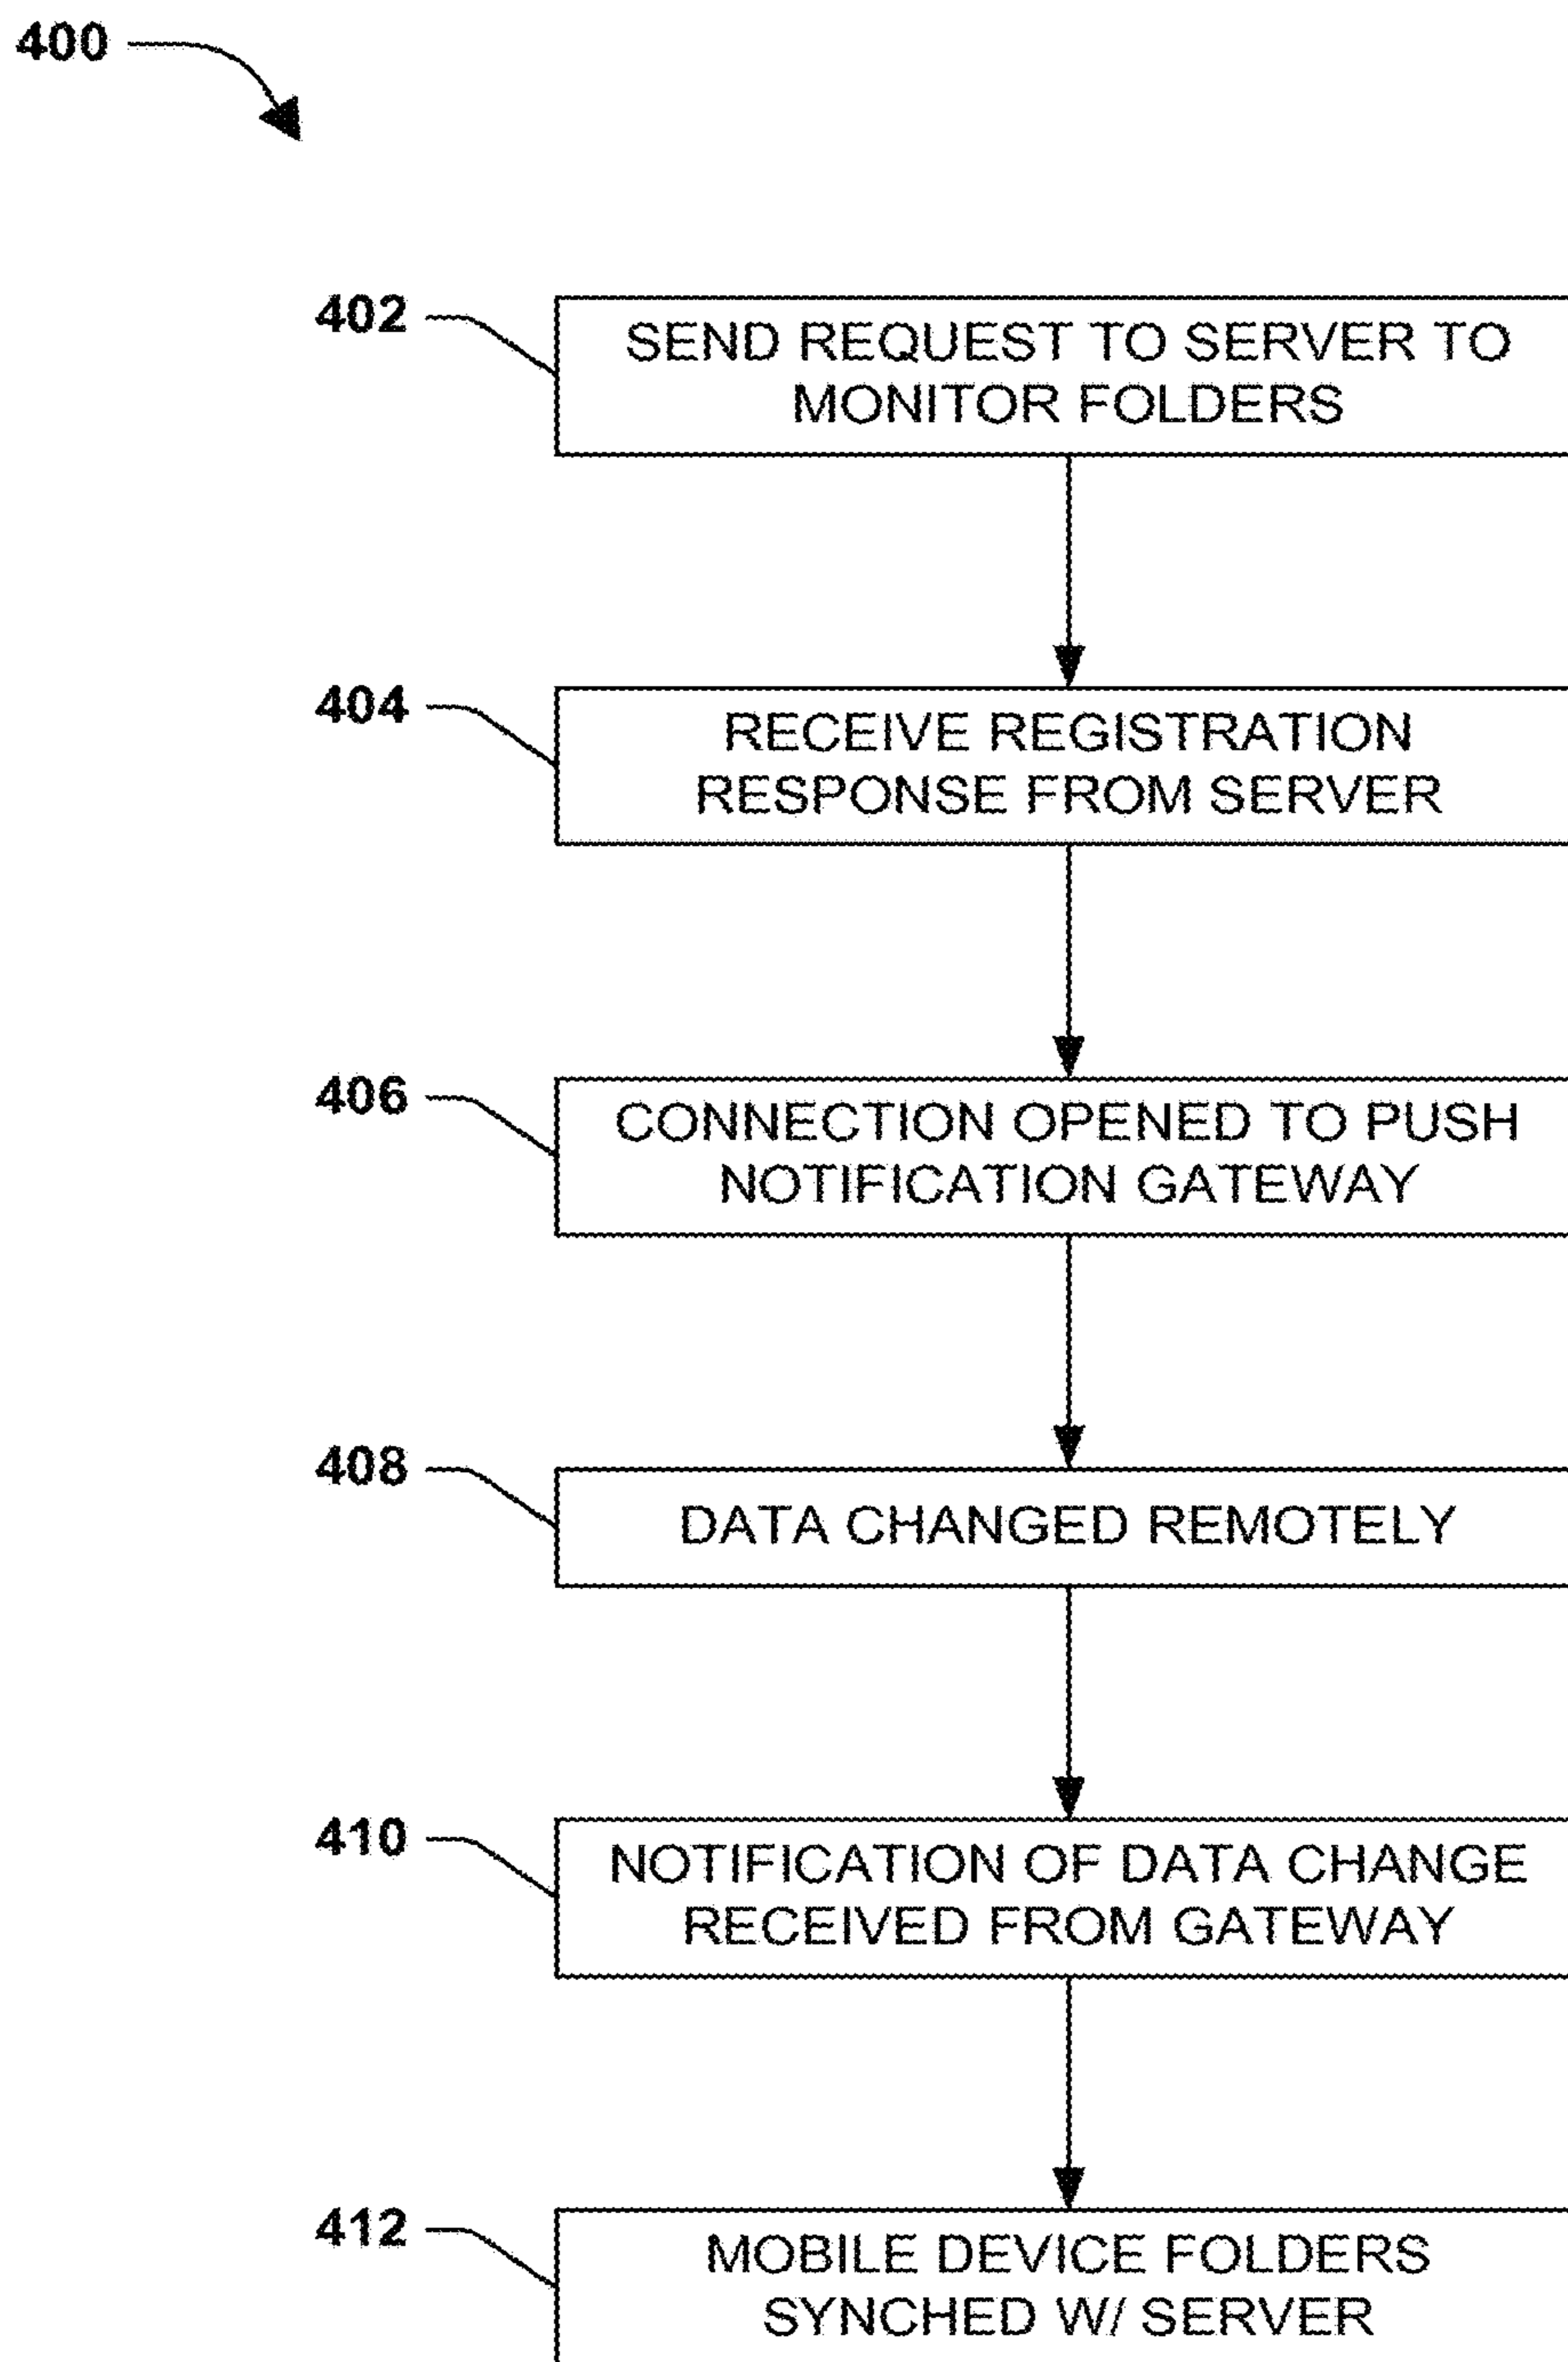 400
402
SEND REQUEST TO SERVER TO
MONITOR FOLDERS
404
RECEIVE REGISTRATION
RESPONSE FROM SERVER
406
CONNECTION OPENED TO PUSH
NOTIFICATION GATEWAY
408
DATA CHANGED REMOTELY
410
NOTIFICATION OF DATA CHANGE
RECEIVED FROM GATEWAY
412
MOBILE DEVICE FOLDERS
SYNCHED W/ SERVER